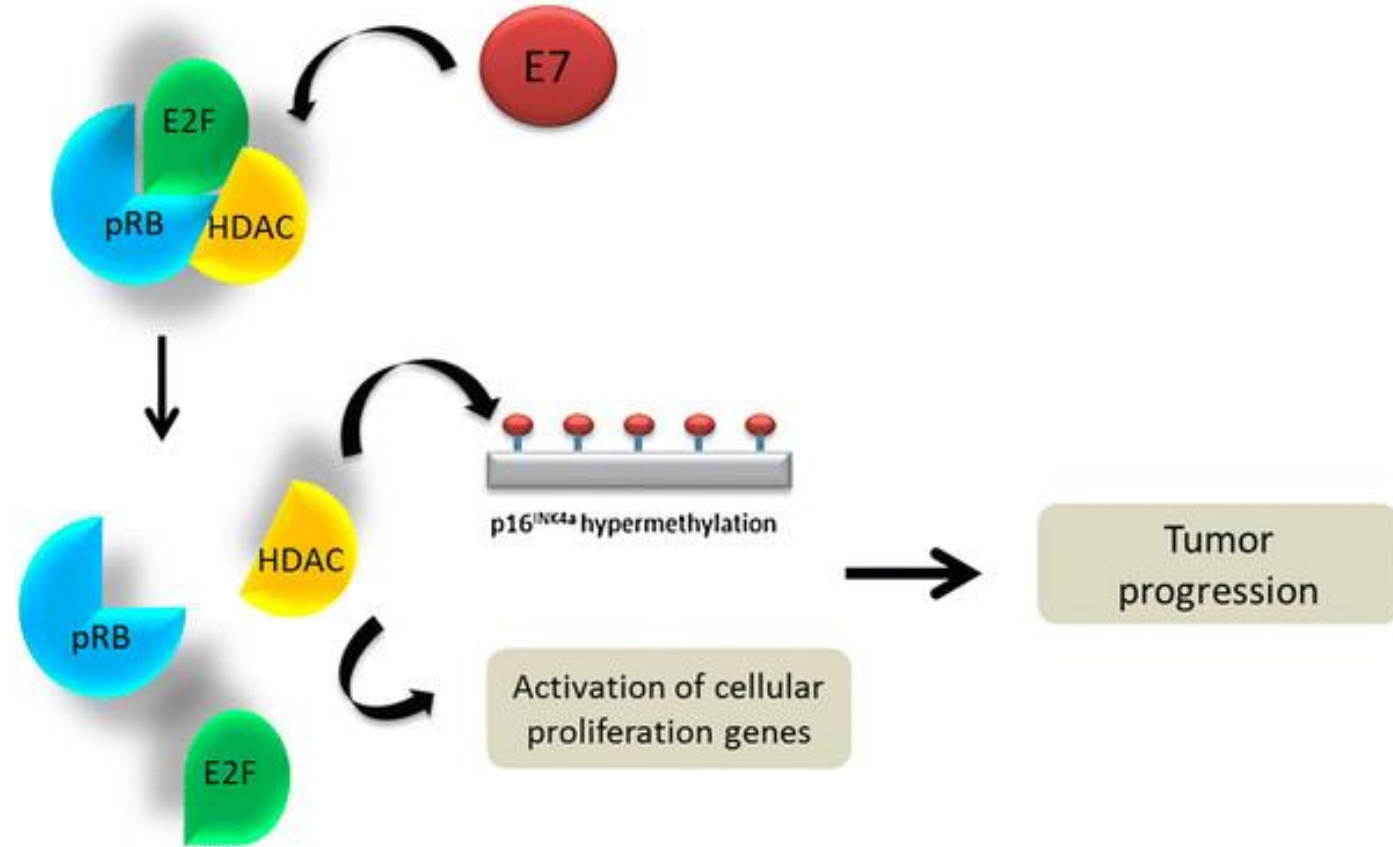 E7
E2F
pRB
HDAC
p16ᴵᴺᴷ⁴ᵃ hypermethylation
HDAC
pRB
E2F
Activation of cellular
proliferation genes
Tumor
progression